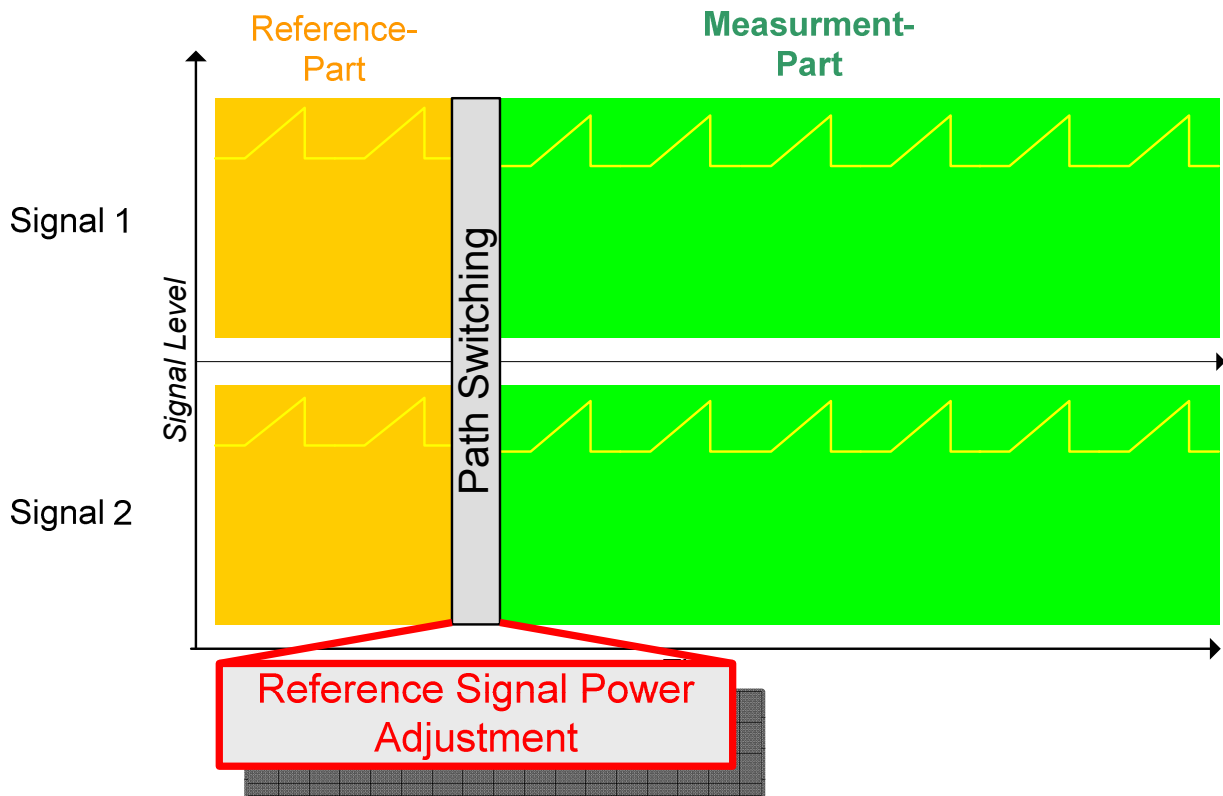 Reference-
Part
Measurment-
Part
Signal 1
Signal Level
Path Switching
Signal 2
Reference Signal Power
Adjustment